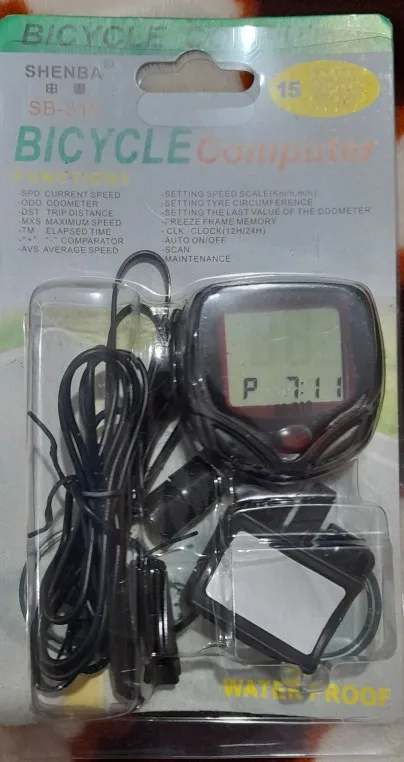 BICYCLE
SHENBA®
SB-318
15
BICYCLE Computer
FUNCTIONS
-SPD CURRENT SPEED
-ODO ODOMETER
-DST TRIP DISTANCE
-MXS MAXIMUM SPEED
-TM ELAPSED TIME
-"+" "-" COMPARATOR
-AVS AVERAGE SPEED
-SETTING SPEED SCALE(Km/h,m/h)
-SETTING TYRE CIRCUMFERENCE
-SETTING THE LAST VALUE OF THE ODOMETER
-FREEZE FRAME MEMORY
-CLK CLOCK(12H/24H)
-AUTO ON/OFF
-SCAN
-MAINTENANCE
P 7:11
WATER PROOF